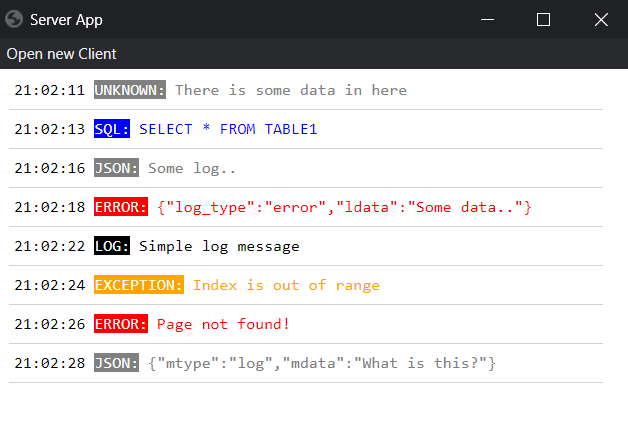 Server App
Open new Client
21:02:11 UNKNOWN: There is some data in here
21:02:13 SQL: SELECT * FROM TABLE1
21:02:16 JSON: Some log..
21:02:18 ERROR: {"log_type":"error","ldata":"Some data.."}
21:02:22 LOG: Simple log message
21:02:24 EXCEPTION: Index is out of range
21:02:26 ERROR: Page not found!
21:02:28 JSON: {"mtype":"log","mdata":"What is this?"}